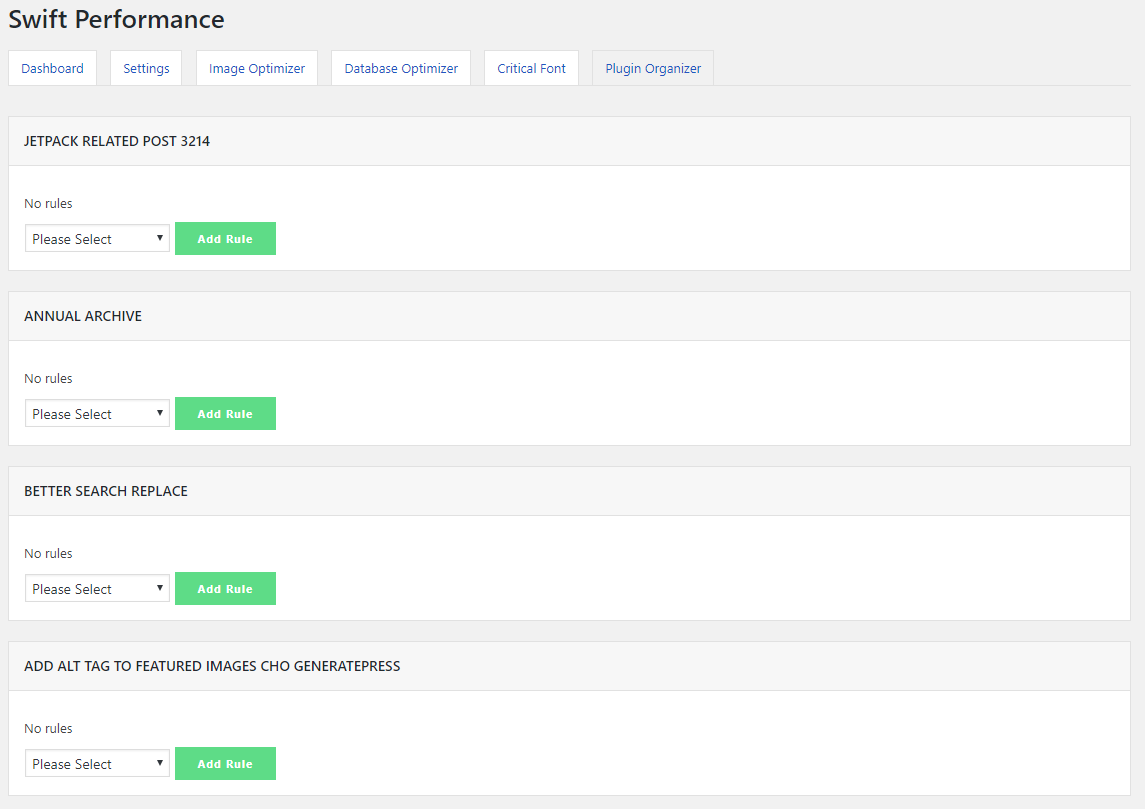 Swift Performance
Dashboard Settings Image Optimizer Database Optimizer Critical Font Plugin Organizer
JETPACK RELATED POST 3214
No rules
Please Select Add Rule
ANNUAL ARCHIVE
No rules
Please Select Add Rule
BETTER SEARCH REPLACE
No rules
Please Select Add Rule
ADD ALT TAG TO FEATURED IMAGES CHO GENERATEPRESS
No rules
Please Select Add Rule